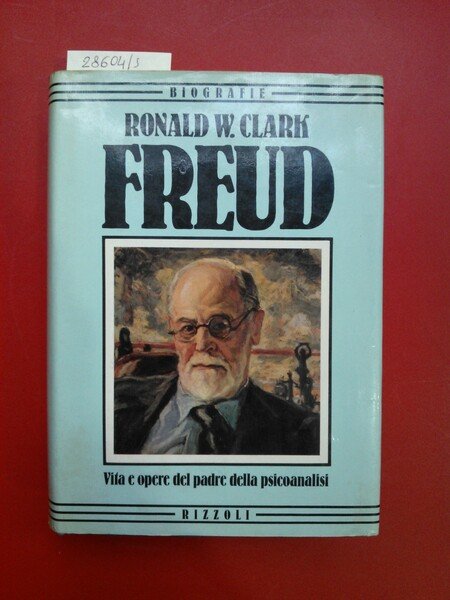 28604/s
BIOGRAFIE
RONALD W. CLARK
FREUD
Vita e opere del padre della psicoanalisi
RIZZOLI